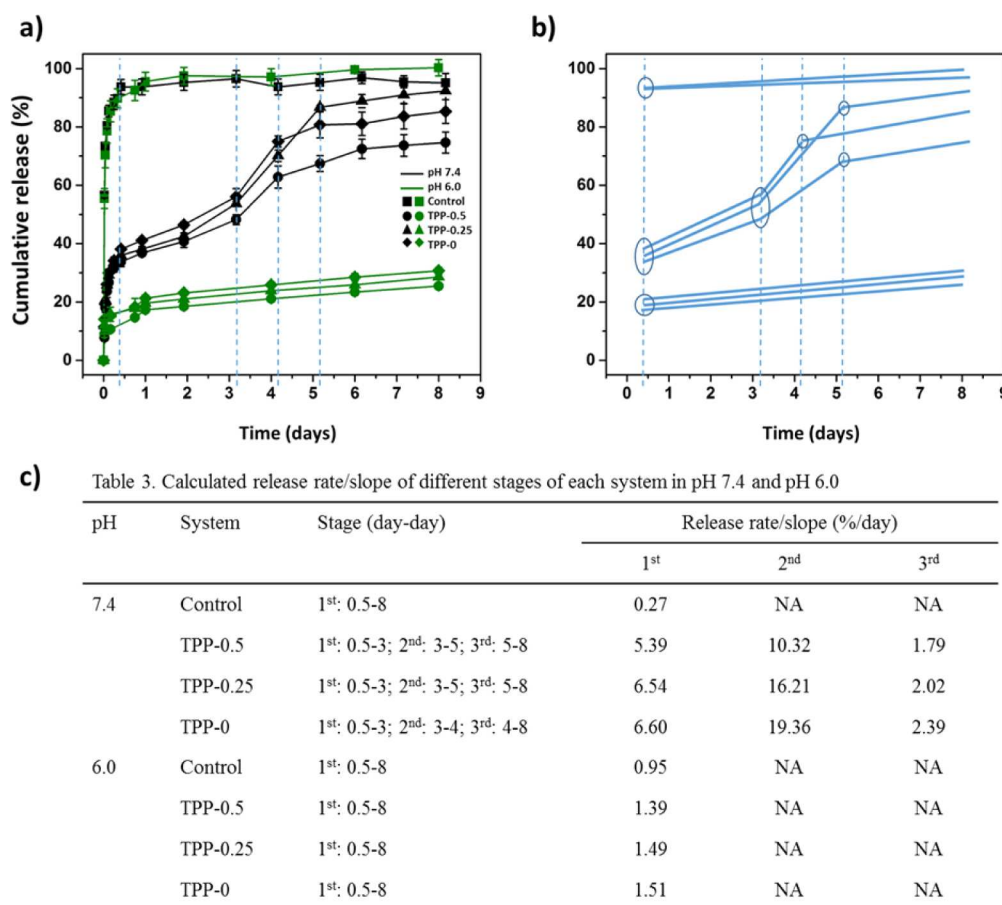 a)
b)
Cumulative release (%)
100
80
60
40
20
0
pH 7.4
pH 6.0
Control
TPP-0.5
TPP-0.25
TPP-0
0 1 2 3 4 5 6 7 8 9
Time (days)
100
80
60
40
20
0
0 1 2 3 4 5 6 7 8 9
Time (days)
c) Table 3. Calculated release rate/slope of different stages of each system in pH 7.4 and pH 6.0
pH System Stage (day-day) Release rate/slope (%/day)
1st 2nd 3rd
7.4 Control 1st: 0.5-8 0.27 NA NA
TPP-0.5 1st: 0.5-3; 2nd: 3-5; 3rd: 5-8 5.39 10.32 1.79
TPP-0.25 1st: 0.5-3; 2nd: 3-5; 3rd: 5-8 6.54 16.21 2.02
TPP-0 1st: 0.5-3; 2nd: 3-4; 3rd: 4-8 6.60 19.36 2.39
6.0 Control 1st: 0.5-8 0.95 NA NA
TPP-0.5 1st: 0.5-8 1.39 NA NA
TPP-0.25 1st: 0.5-8 1.49 NA NA
TPP-0 1st: 0.5-8 1.51 NA NA